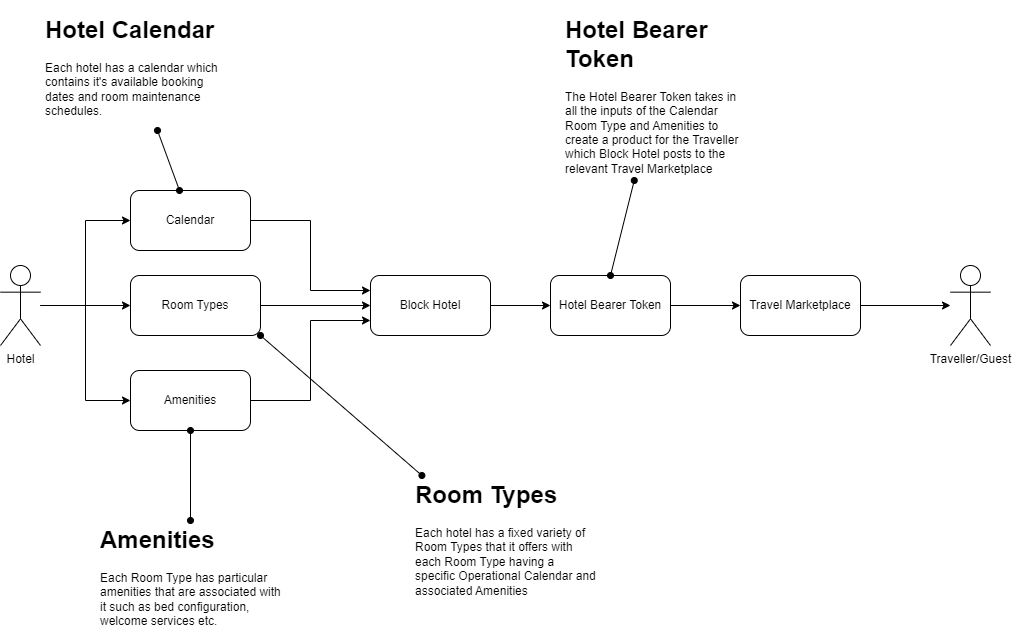 Hotel Calendar
Each hotel has a calendar which
contains it's available booking
dates and room maintenance
schedules.
Hotel Bearer
Token
The Hotel Bearer Token takes in
all the inputs of the Calendar
Room Type and Amenities to
create a product for the Traveller
which Block Hotel posts to the
relevant Travel Marketplace
Calendar
Room Types
Block Hotel
Hotel Bearer Token
Travel Marketplace
Hotel
Traveller/Guest
Amenities
Room Types
Each hotel has a fixed variety of
Room Types that it offers with
each Room Type having a
specific Operational Calendar and
associated Amenities
Amenities
Each Room Type has particular
amenities that are associated with
it such as bed configuration,
welcome services etc.